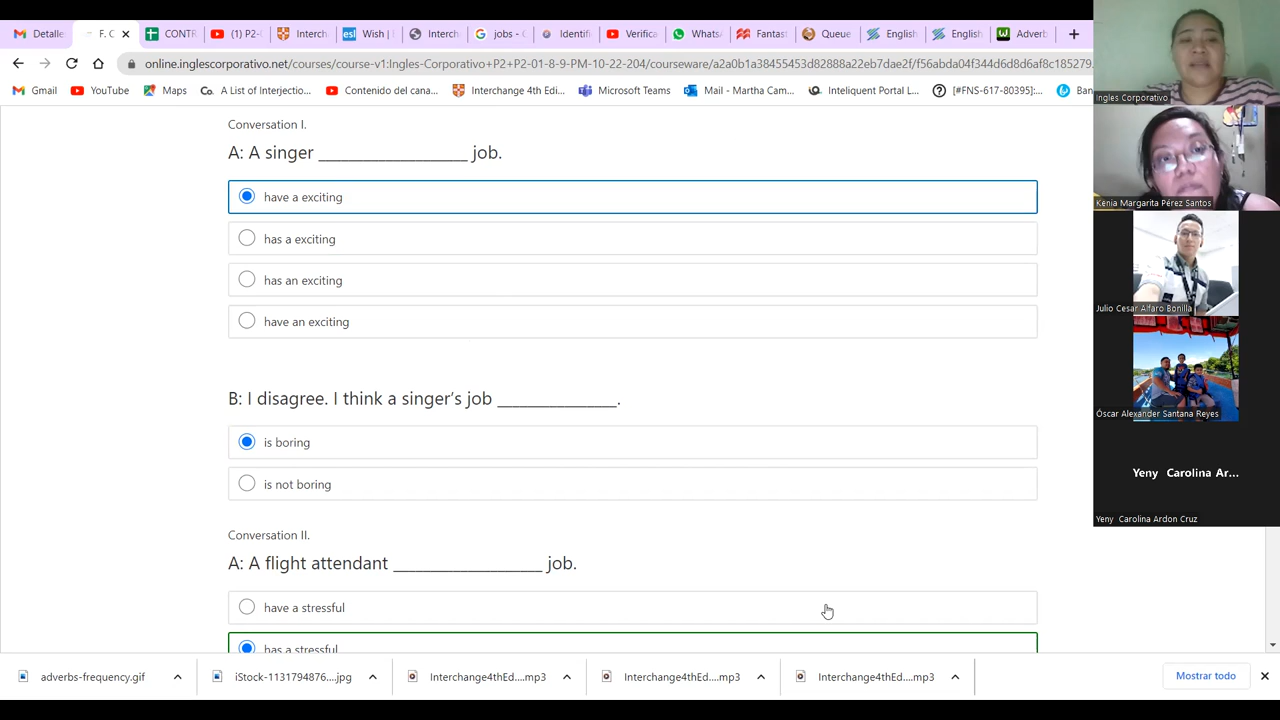 Detalle
F. C
CONTR
(1) P2-
Interch
Wish |
Interch
jobs -
Identifi
Verifica
Whats
Fantas
Queue
English
English
Adverb
online.inglescorporativo.net/courses/course-v1:Ingles-Corporativo+P2+P2-01-8-9-PM-10-22-204/courseware/a2a0b1a38455453d82888a22eb7dae2f/f56abda04f344d6d8d6af8c185279.
Gmail
YouTube
Maps
A List of Interjectio...
Contenido del cana...
Interchange 4th Edi...
Microsoft Teams
Mail - Martha Cam...
Inteliquent Portal L...
[#FNS-617-80395]:...
Ban
Conversation I.
A: A singer ____________________ job.
have a exciting
has a exciting
has an exciting
have an exciting
B: I disagree. I think a singer’s job ________________.
is boring
is not boring
Conversation II.
A: A flight attendant ____________________ job.
have a stressful
has a stressful
Ingles Corporativo
Kenia Margarita Pérez Santos
Julio Cesar Alfaro Bonilla
Óscar Alexander Santana Reyes
Yeny Carolina Ar...
Yeny Carolina Ardon Cruz
adverbs-frequency.gif
iStock-1131794876....jpg
Interchange4thEd....mp3
Interchange4thEd....mp3
Interchange4thEd....mp3
Mostrar todo